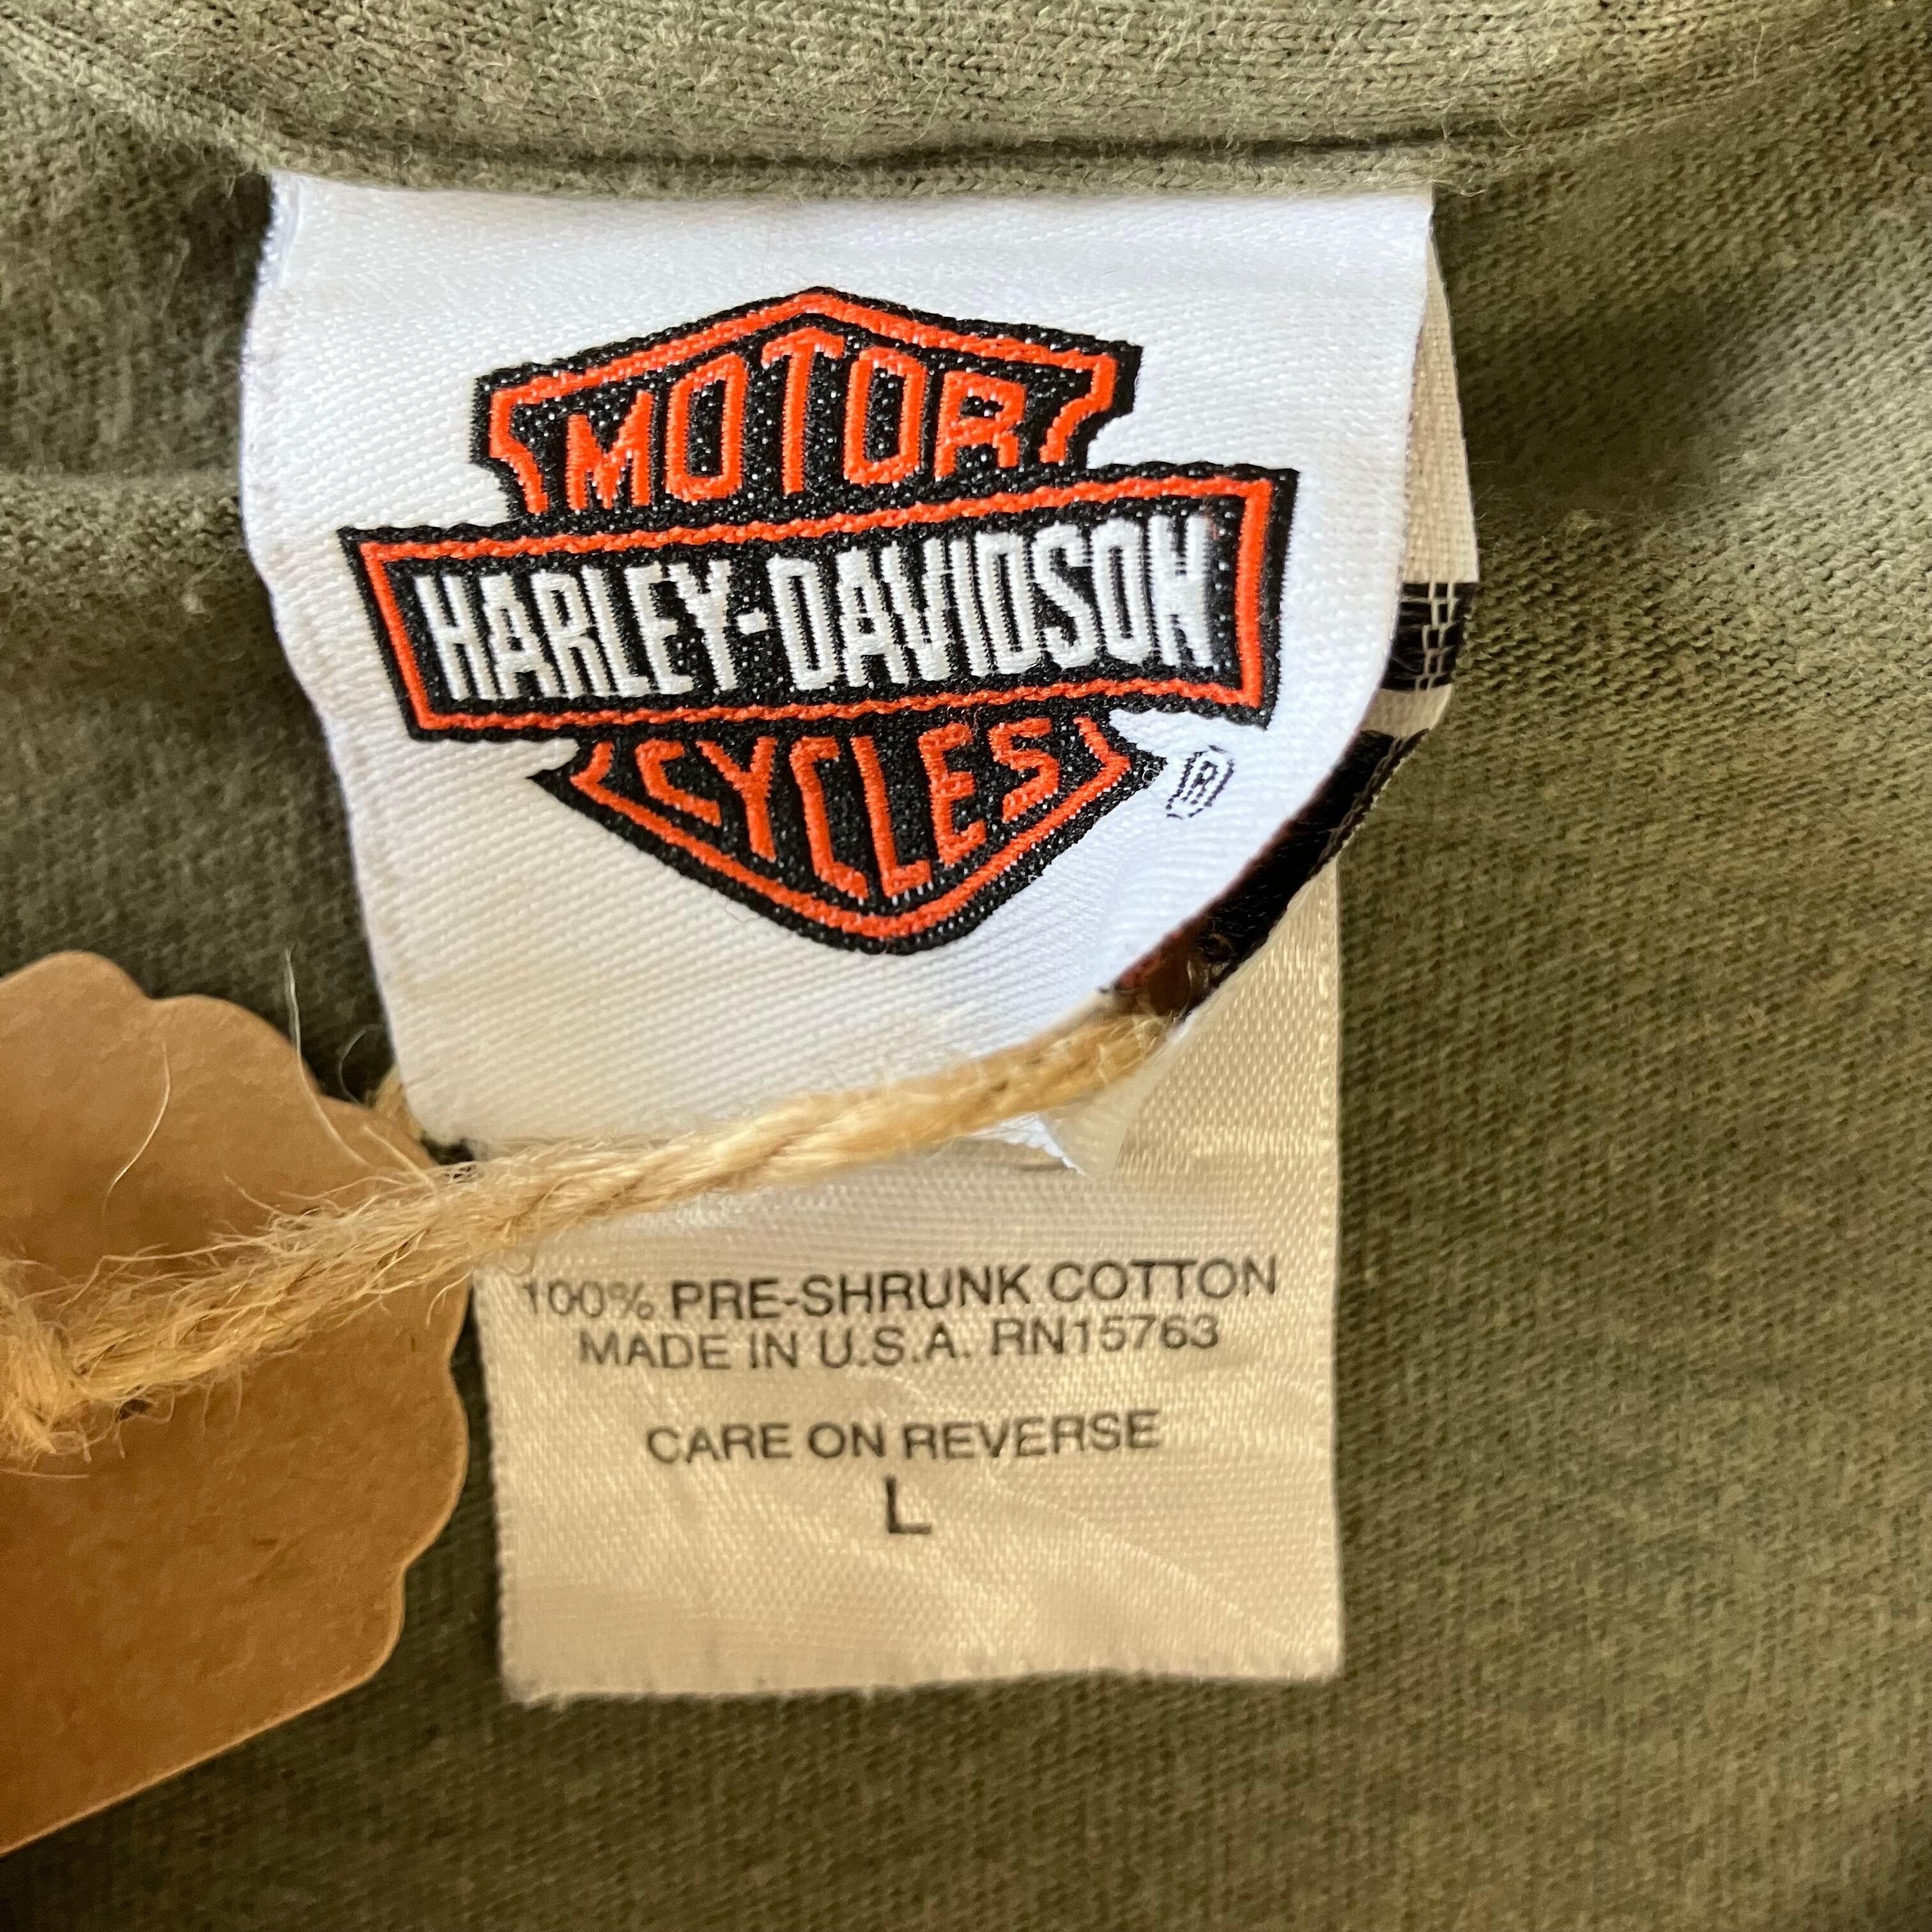 MOTOR
HARLEY-DAVIDSON
CYCLES
®
100% PRE-SHRUNK COTTON
MADE IN U.S.A. RN15763
CARE ON REVERSE
L